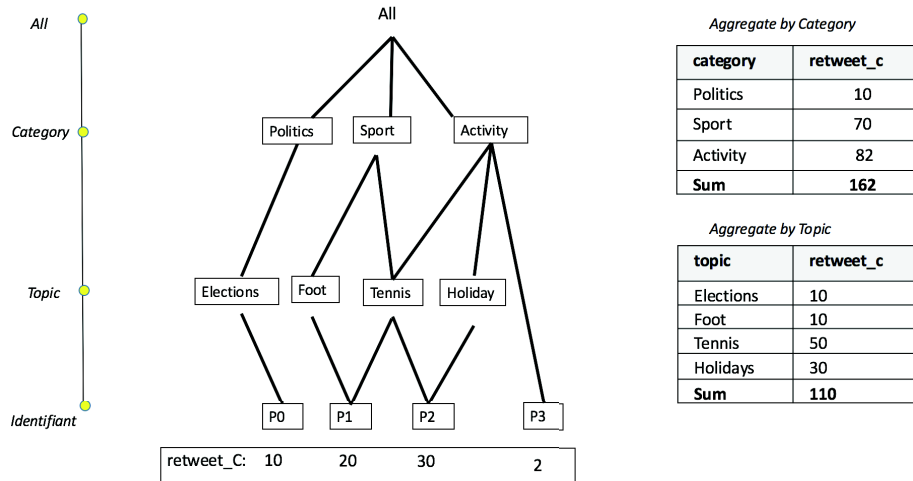 All
Category
Topic
Identifiant
All
Politics Sport Activity
Elections Foot Tennis Holiday
P0 P1 P2 P3
retweet_C: 10 20 30 2
Aggregate by Category
category retweet_c
Politics 10
Sport 70
Activity 82
Sum 162
Aggregate by Topic
topic retweet_c
Elections 10
Foot 10
Tennis 50
Holidays 30
Sum 110